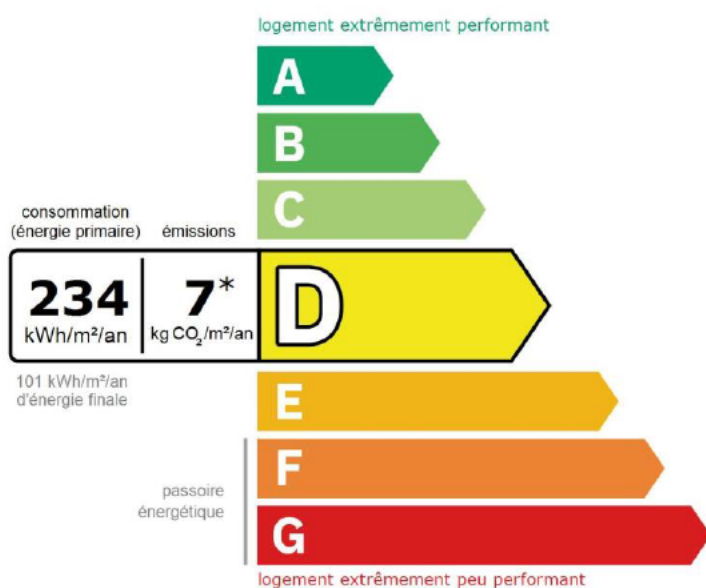 logement extrêmement performant
A
B
C
consommation
(énergie primaire)
émissions
234
kWh/m²/an
7*
kg CO₂/m²/an
D
101 kWh/m²/an
d'énergie finale
E
F
passoire
énergétique
G
logement extrêmement peu performant